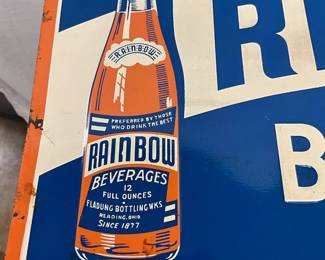 RAINBOW
PREFERRED BY THOSE
WHO DRINK THE BEST
RAINBOW
BEVERAGES
12
FULL OUNCES
FLADUNG BOTTLING WKS
READING, OHIO
SINCE 1877
R
B